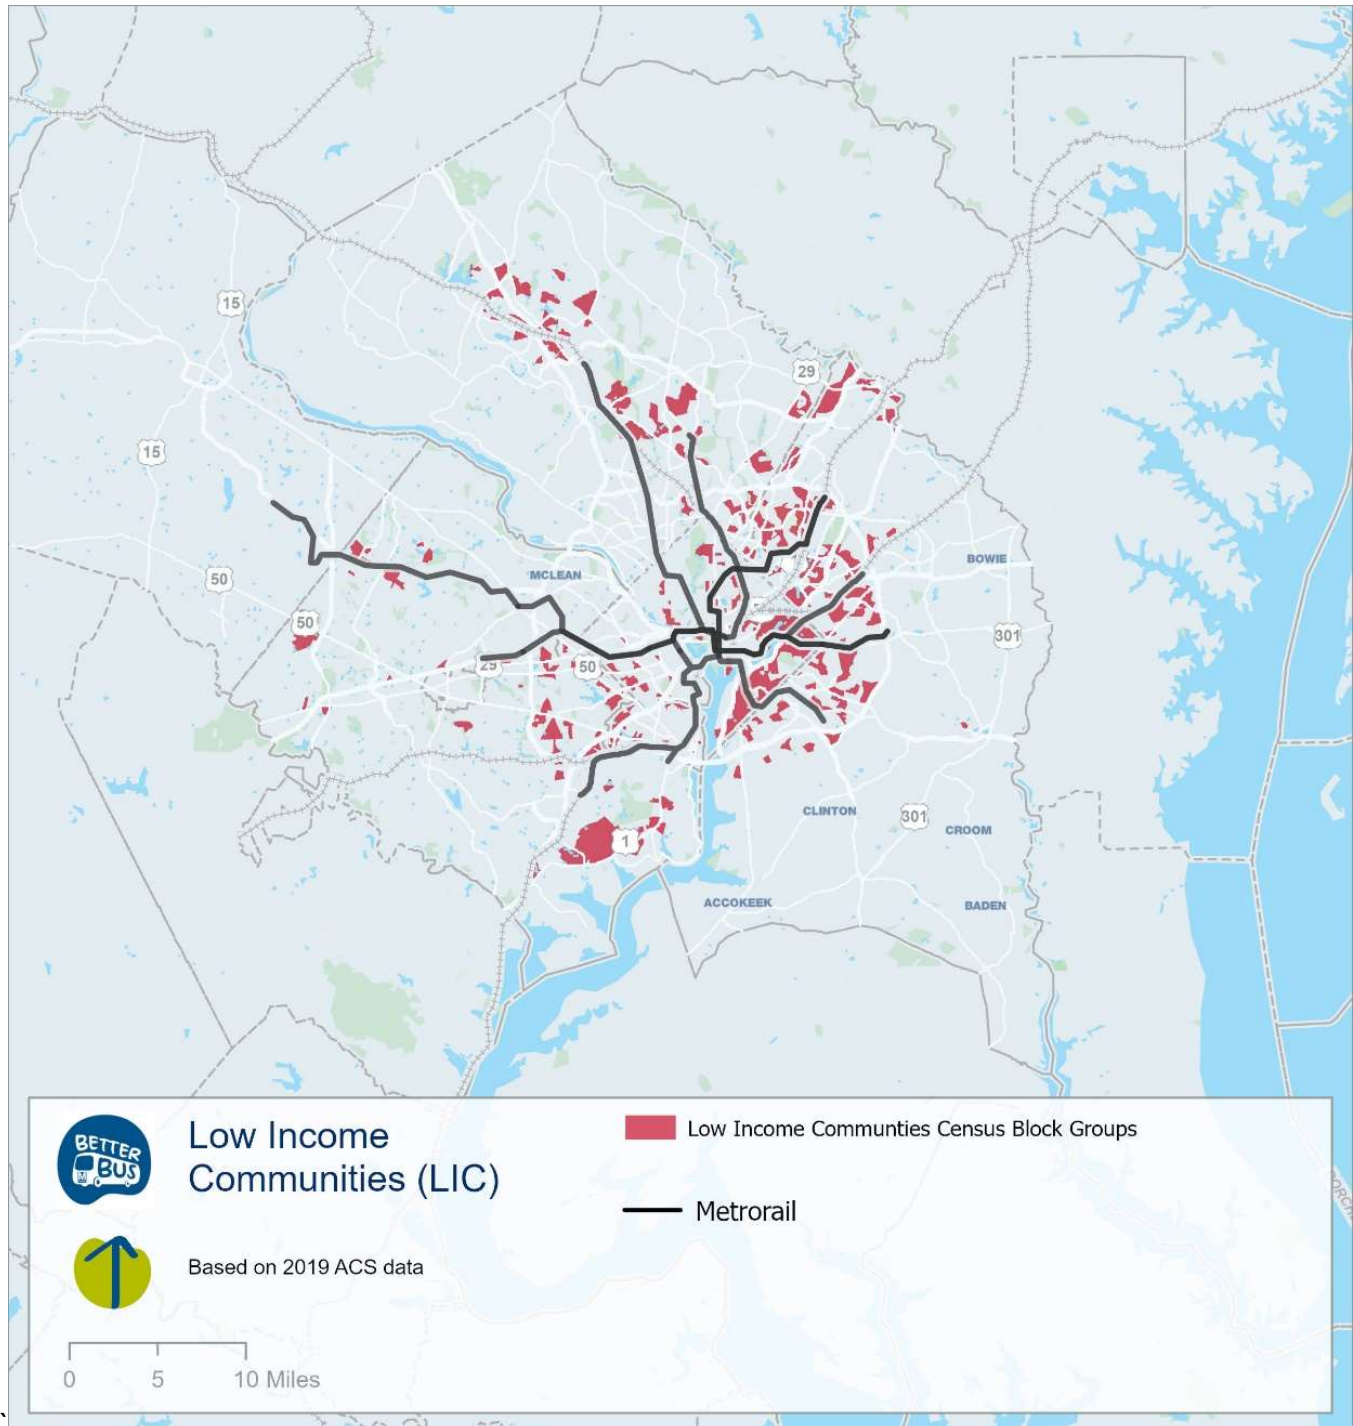 29
15
15
50
50
MCLEAN
BOWIE
301
29
50
CLINTON
301
CROOM
1
ACCOKEEK
BADEN
BETTER
BUS
M
Low Income
Communities (LIC)
Based on 2019 ACS data
0 5 10 Miles
Low Income Communties Census Block Groups
Metrorail